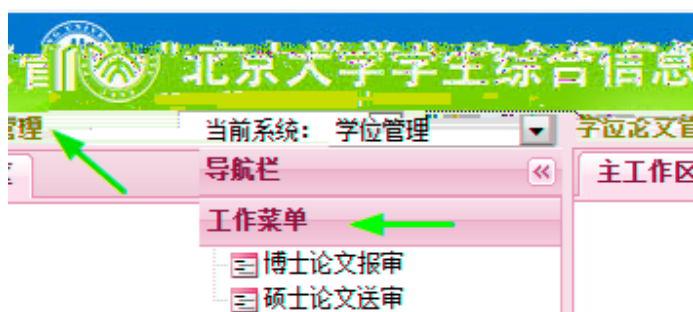 北京大学学生综合信息
管理
当前系统： 学位管理
学位论文管
导航栏
主工作区
工作菜单
博士论文报审
硕士论文送审